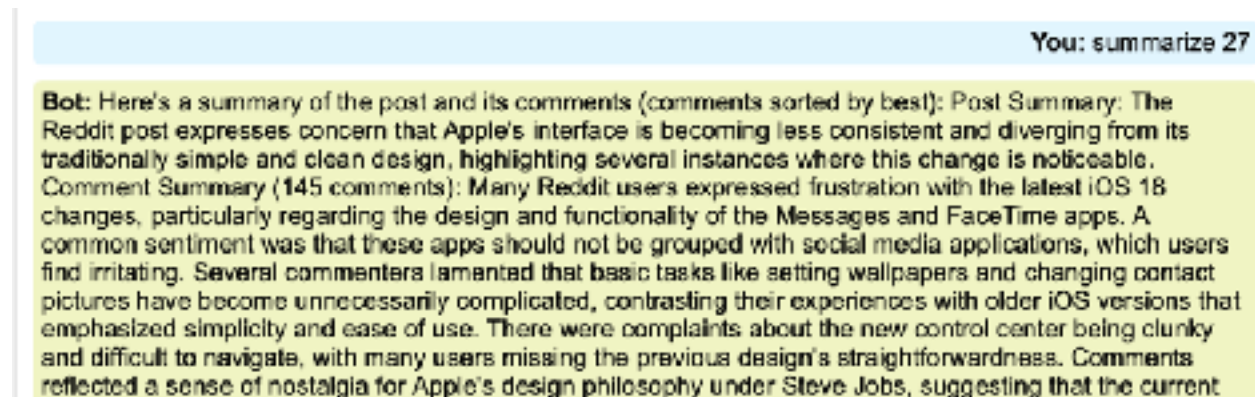 You: summarize 27
Bot: Here's a summary of the post and its comments (comments sorted by best): Post Summary: The
Reddit post expresses concern that Apple's interface is becoming less consistent and diverging from its
traditionally simple and clean design, highlighting several instances where this change is noticeable.
Comment Summary (145 comments): Many Reddit users expressed frustration with the latest iOS 18
changes, particularly regarding the design and functionality of the Messages and FaceTime apps. A
common sentiment was that these apps should not be grouped with social media applications, which users
find irritating. Several commenters lamented that basic tasks like setting wallpapers and changing contact
pictures have become unnecessarily complicated, contrasting their experiences with older iOS versions that
emphasized simplicity and ease of use. There were complaints about the new control center being clunky
and difficult to navigate, with many users missing the previous design's straightforwardness. Comments
reflected a sense of nostalgia for Apple's design philosophy under Steve Jobs, suggesting that the current